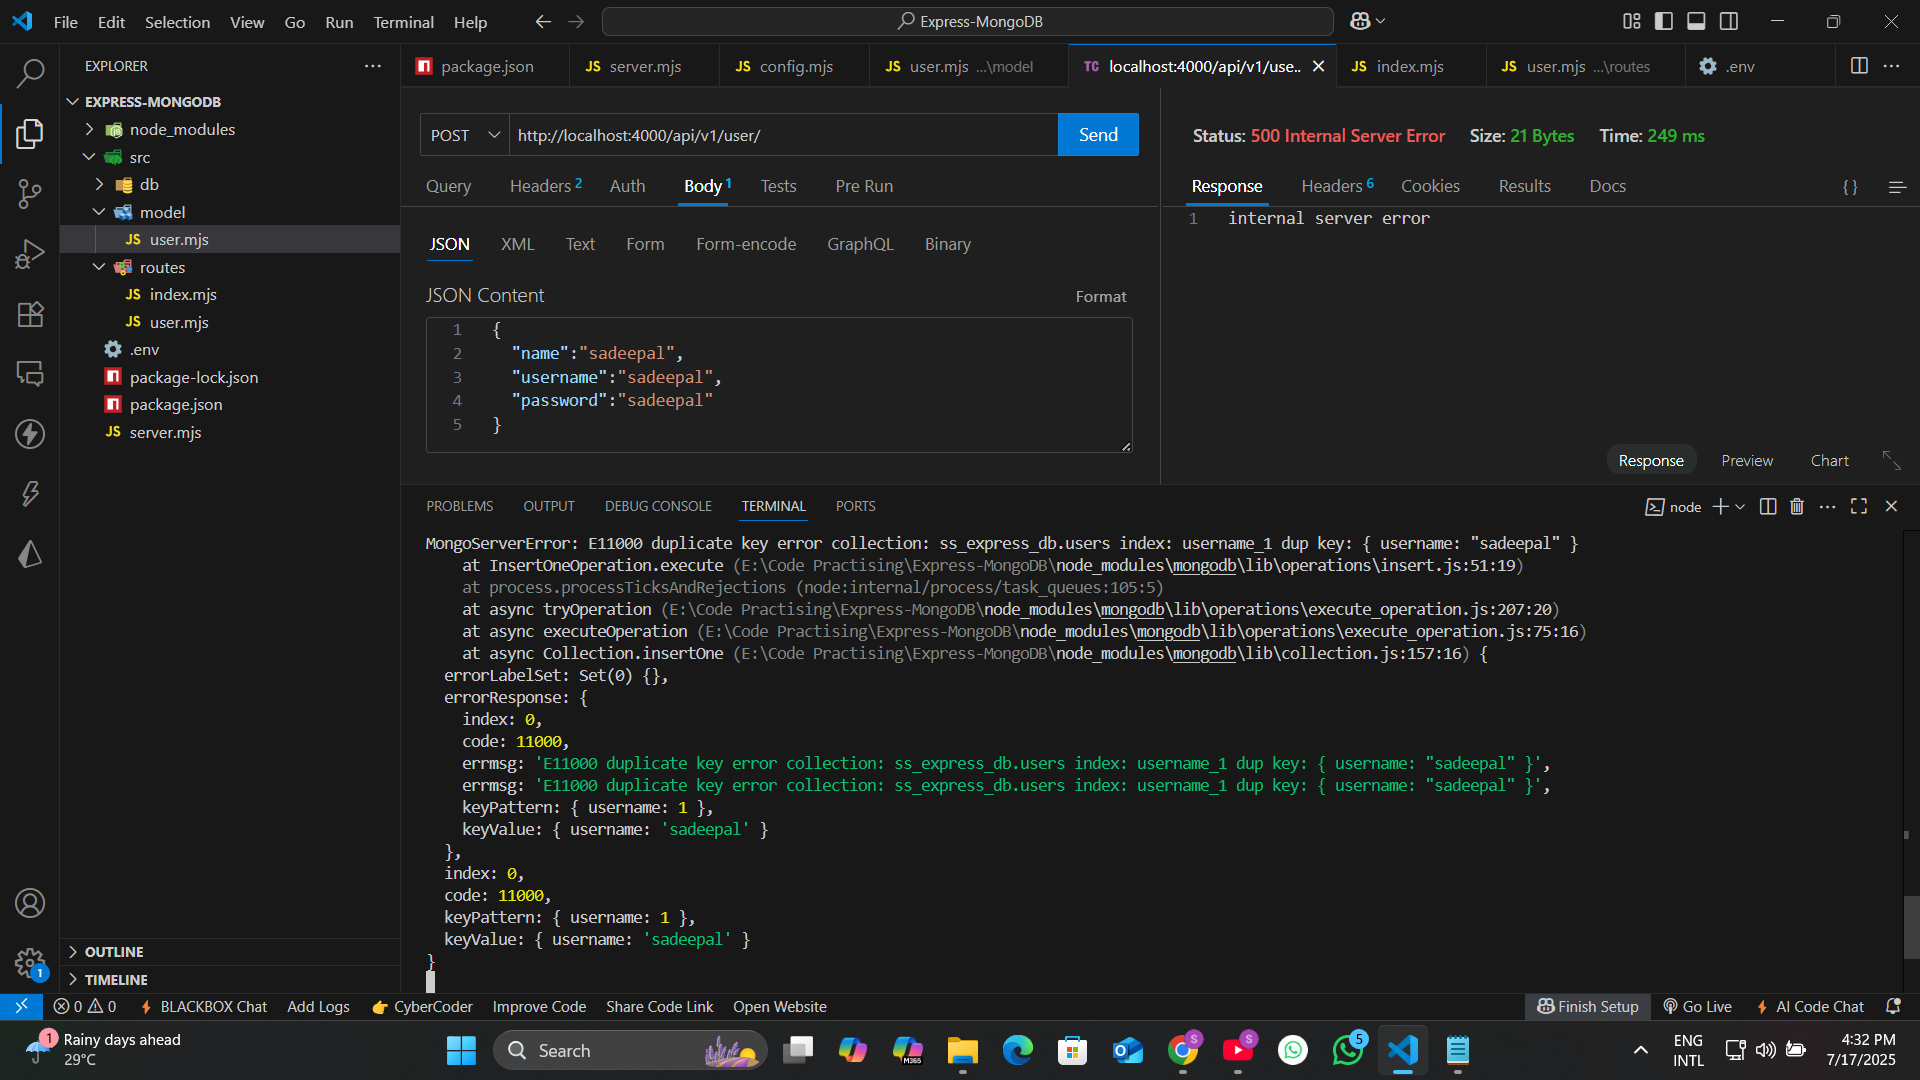 File Edit Selection View Go Run Terminal Help
Express-MongoDB
EXPLORER
package.json
JS server.mjs
JS config.mjs
JS user.mjs ...\model
TC localhost:4000/api/v1/use..
JS index.mjs
JS user.mjs ...\routes
.env
EXPRESS-MONGODB
node_modules
src
db
model
JS user.mjs
routes
JS index.mjs
JS user.mjs
.env
package-lock.json
package.json
JS server.mjs
OUTLINE
TIMELINE
POST
http://localhost:4000/api/v1/user/
Send
Query Headers 2 Auth Body 1 Tests Pre Run
JSON XML Text Form Form-encode GraphQL Binary
JSON Content
Format
1 {
2 "name":"sadeepal",
3 "username":"sadeepal",
4 "password":"sadeepal"
5 }
Status: 500 Internal Server Error Size: 21 Bytes Time: 249 ms
Response Headers 6 Cookies Results Docs
{ }
1 internal server error
Response Preview Chart
PROBLEMS OUTPUT DEBUG CONSOLE TERMINAL PORTS
node
MongoServerError: E11000 duplicate key error collection: ss_express_db.users index: username_1 dup key: { username: "sadeepal" }
at InsertOneOperation.execute (E:\Code Practising\Express-MongoDB\node_modules\mongodb\lib\operations\insert.js:51:19)
at process.processTicksAndRejections (node:internal/process/task_queues:105:5)
at async tryOperation (E:\Code Practising\Express-MongoDB\node_modules\mongodb\lib\operations\execute_operation.js:207:20)
at async executeOperation (E:\Code Practising\Express-MongoDB\node_modules\mongodb\lib\operations\execute_operation.js:75:16)
at async Collection.insertOne (E:\Code Practising\Express-MongoDB\node_modules\mongodb\lib\collection.js:157:16) {
errorLabelSet: Set(0) {},
errorResponse: {
index: 0,
code: 11000,
errmsg: 'E11000 duplicate key error collection: ss_express_db.users index: username_1 dup key: { username: "sadeepal" }',
errmsg: 'E11000 duplicate key error collection: ss_express_db.users index: username_1 dup key: { username: "sadeepal" }',
keyPattern: { username: 1 },
keyValue: { username: 'sadeepal' }
},
index: 0,
code: 11000,
keyPattern: { username: 1 },
keyValue: { username: 'sadeepal' }
}
1
0 0 BLACKBOX Chat Add Logs CyberCoder Improve Code Share Code Link Open Website
Finish Setup Go Live AI Code Chat
1
Rainy days ahead
29°C
Search
M365
S
S
5
ENG
INTL
4:32 PM
7/17/2025